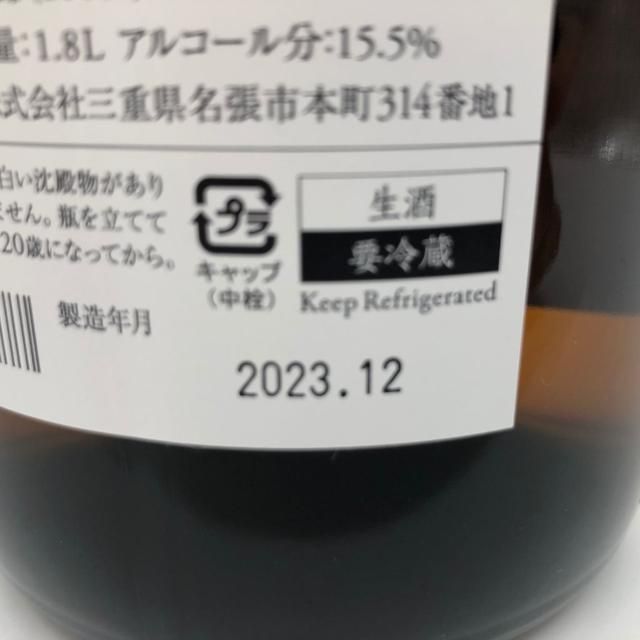 量:1.8L アルコール分:15.5%
式会社三重県名張市本町314番地1
白い沈殿物があり
ません。瓶を立てて
20歳になってから。
プラ
キャップ
(中栓)
生酒
要冷蔵
Keep Refrigerated
製造年月
2023.12